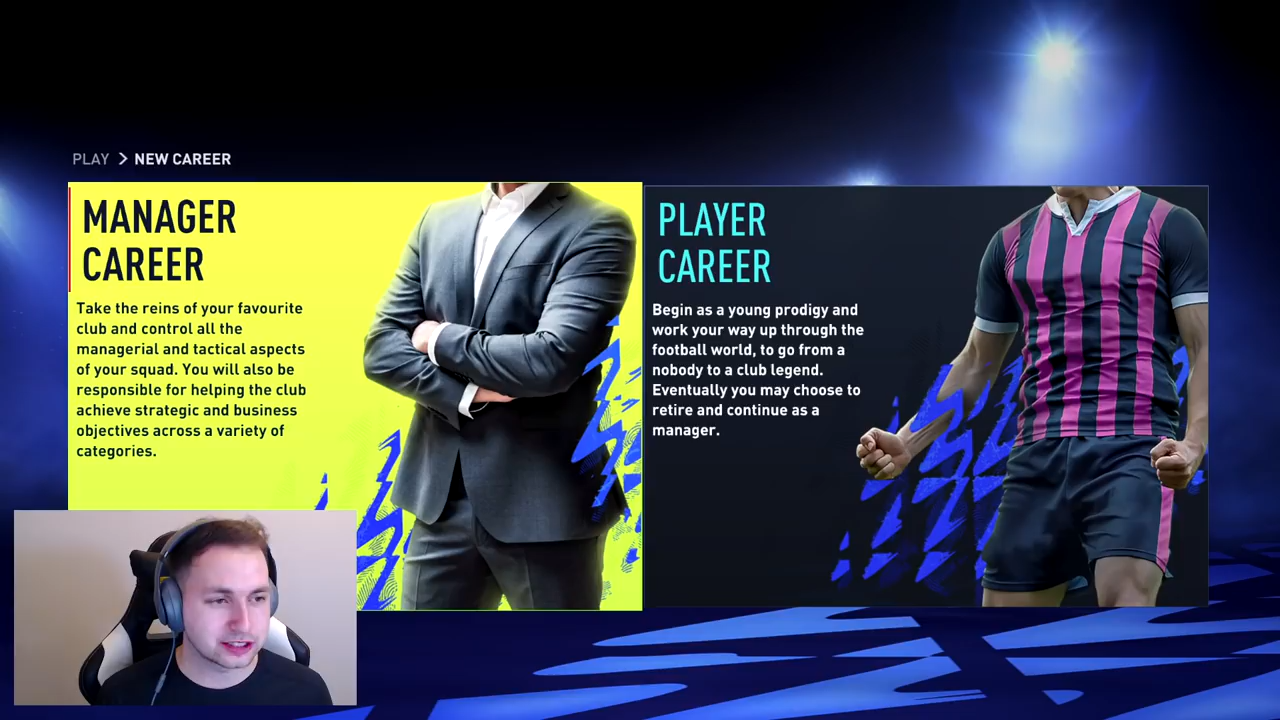 PLAY > NEW CAREER
MANAGER
CAREER
Take the reins of your favourite
club and control all the
managerial and tactical aspects
of your squad. You will also be
responsible for helping the club
achieve strategic and business
objectives across a variety of
categories.
PLAYER
CAREER
Begin as a young prodigy and
work your way up through the
football world, to go from a
nobody to a club legend.
Eventually you may choose to
retire and continue as a
manager.